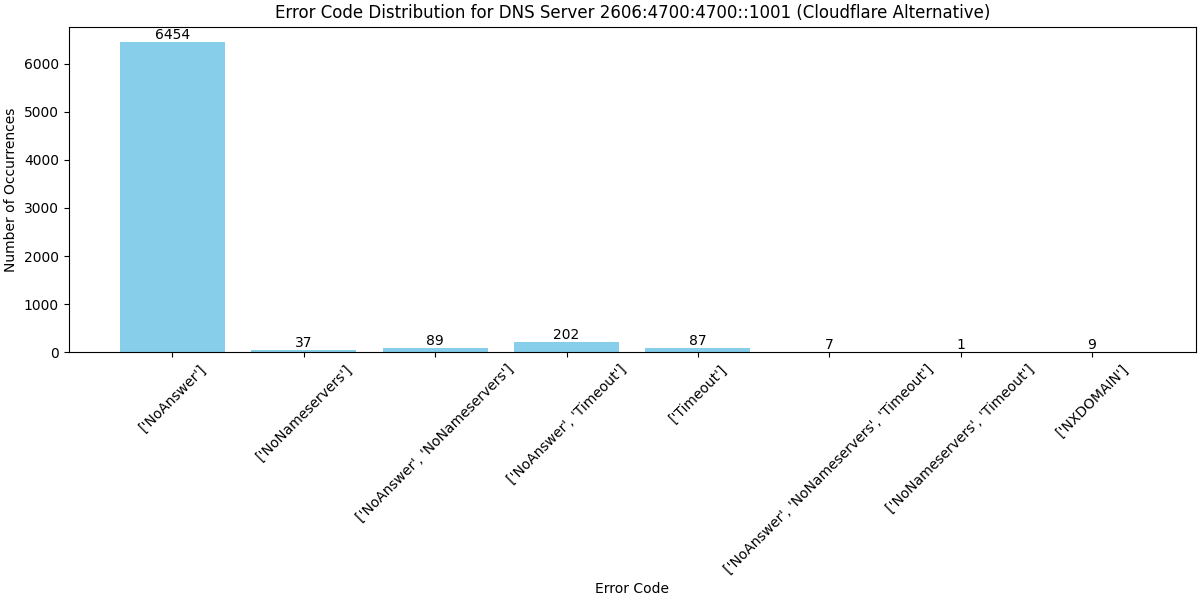 Error Code Distribution for DNS Server 2606:4700:4700::1001 (Cloudflare Alternative)
Number of Occurrences
6000
5000
4000
3000
2000
1000
0
6454
37
89
202
87
7
1
9
['NoAnswer']
['NoNameservers']
['NoAnswer', 'NoNameservers']
['NoAnswer', 'Timeout']
['Timeout']
['NoAnswer', 'NoNameservers', 'Timeout']
['NoNameservers', 'Timeout']
['NXDOMAIN']
Error Code